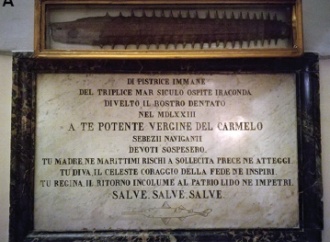 A
DI PISTRICE IMMANE
DEL TRIPLICE MAR SICULO OSPITE IRACONDA
DIVELTO IL ROSTRO DENTATO
NEL MDLXXIII
A TE POTENTE VERGINE DEL CARMELO
SEBEZII NAVIGANTI
DEVOTI SOSPESERO.
TU MADRE NE MARITTIMI RISCHI A SOLLECITA PRECE NE ATTEGGI
TU DIVA IL CELESTE CORAGGIO DELLA FEDE NE INSPIRI
TU REGINA IL RITORNO INCOLUME AL PATRIO LIDO NE IMPETRI.
SALVE. SALVE. SALVE